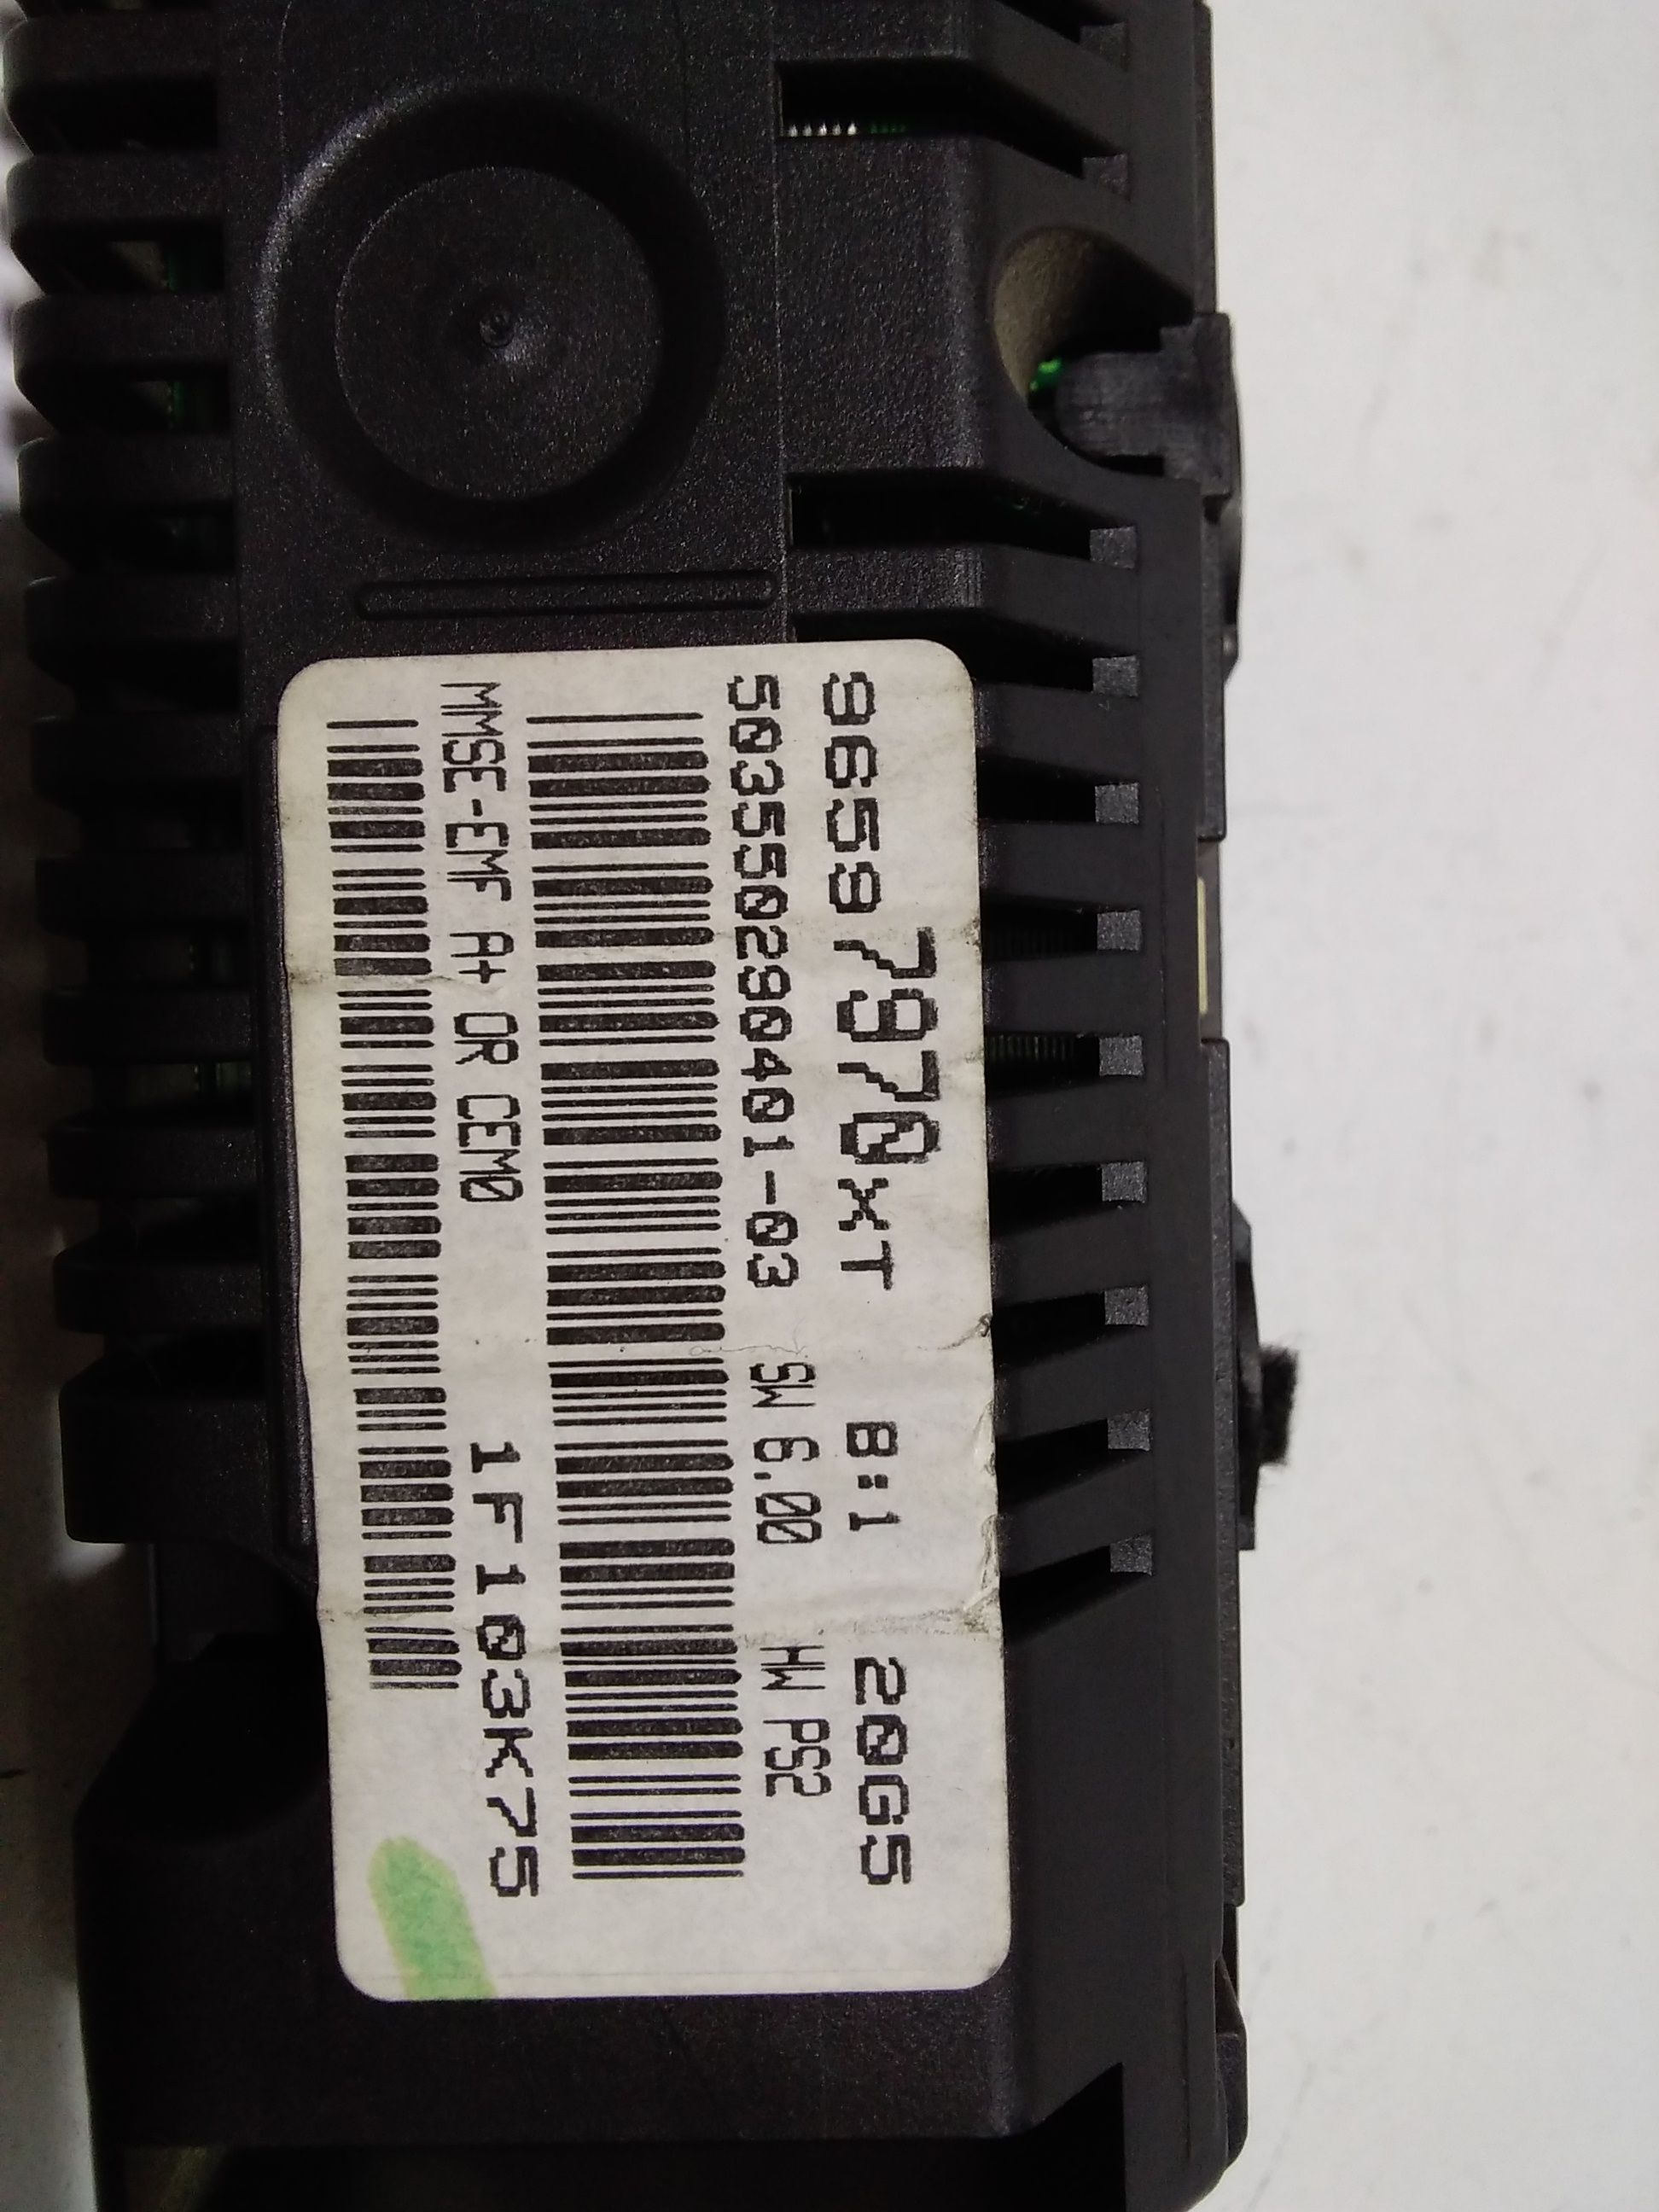 9659 7970xT B:1 20G5
503550290401-03 SW 6.00 HW PS2
MMSE-EMF A+ OR CEM0 1F103K75